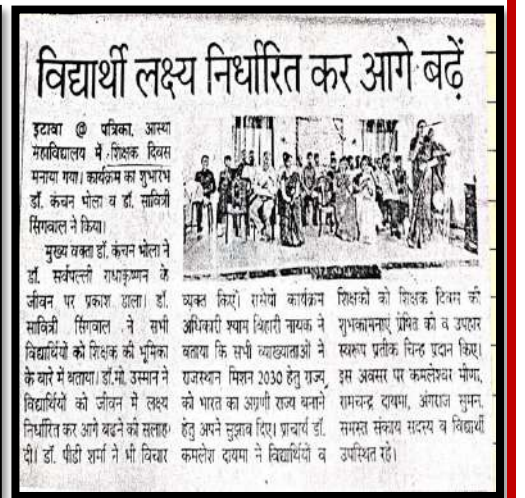 विद्यार्थी लक्ष्य निर्धारित कर आगे बढ़ें
इटावा @ पत्रिका. आस्था
महाविद्यालय में शिक्षक दिवस
मनाया गया। कार्यक्रम का शुभारंभ
डॉ. कंचन भोला व डॉ. सावित्री
सिंगवाल ने किया।
मुख्य वक्ता डॉ. कंचन भोला ने
डॉ. सर्वपल्ली राधाकृष्णन के
जीवन पर प्रकाश डाला। डॉ.
सावित्री सिंगवाल ने सभी
विद्यार्थियों को शिक्षक की भूमिका
के बारे में बताया। डॉ.मो. उस्मान ने
विद्यार्थियों को जीवन में लक्ष्य
निर्धारित कर आगे बढने की सलाह
दी। डॉ. पीडी शर्मा ने भी विचार
व्यक्त किए। रासेयो कार्यक्रम
अधिकारी श्याम बिहारी नायक ने
बताया कि सभी व्याख्याताओं ने
राजस्थान मिशन 2030 हेतु राज्य
को भारत का अग्रणी राज्य बनाने
हेतु अपने सुझाव दिए। प्राचार्य डॉ.
कमलेश दायमा ने विद्यार्थियों व
शिक्षकों को शिक्षक दिवस की
शुभकामनाएं प्रेषित की व उपहार
स्वरूप प्रतीक चिन्ह प्रदान किए।
इस अवसर पर कमलेश्वर मीणा,
रामचन्द्र दायमा, अंगराज सुमन,
समस्त संकाय सदस्य व विद्यार्थी
उपस्थित रहे।